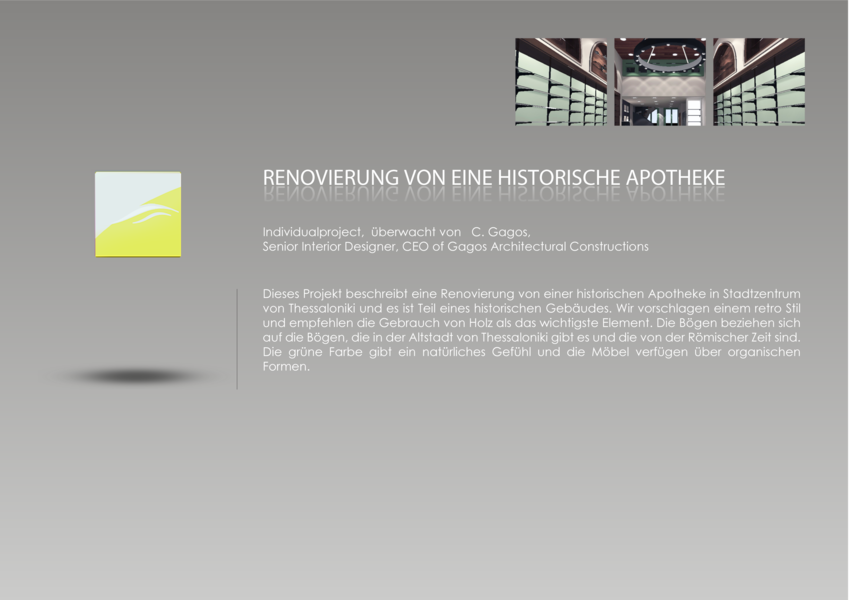 RENOVIERUNG VON EINE HISTORISCHE APOTHEKE
Individualproject, überwacht von C. Gagos,
Senior Interior Designer, CEO of Gagos Architectural Constructions
Dieses Projekt beschreibt eine Renovierung von einer historischen Apotheke in Stadtzentrum
von Thessaloniki und es ist Teil eines historischen Gebäudes. Wir vorschlagen einem retro Stil
und empfehlen die Gebrauch von Holz als das wichtigste Element. Die Bögen beziehen sich
auf die Bögen, die in der Altstadt von Thessaloniki gibt es und die von der Römischer Zeit sind.
Die grüne Farbe gibt ein natürliches Gefühl und die Möbel verfügen über organischen
Formen.